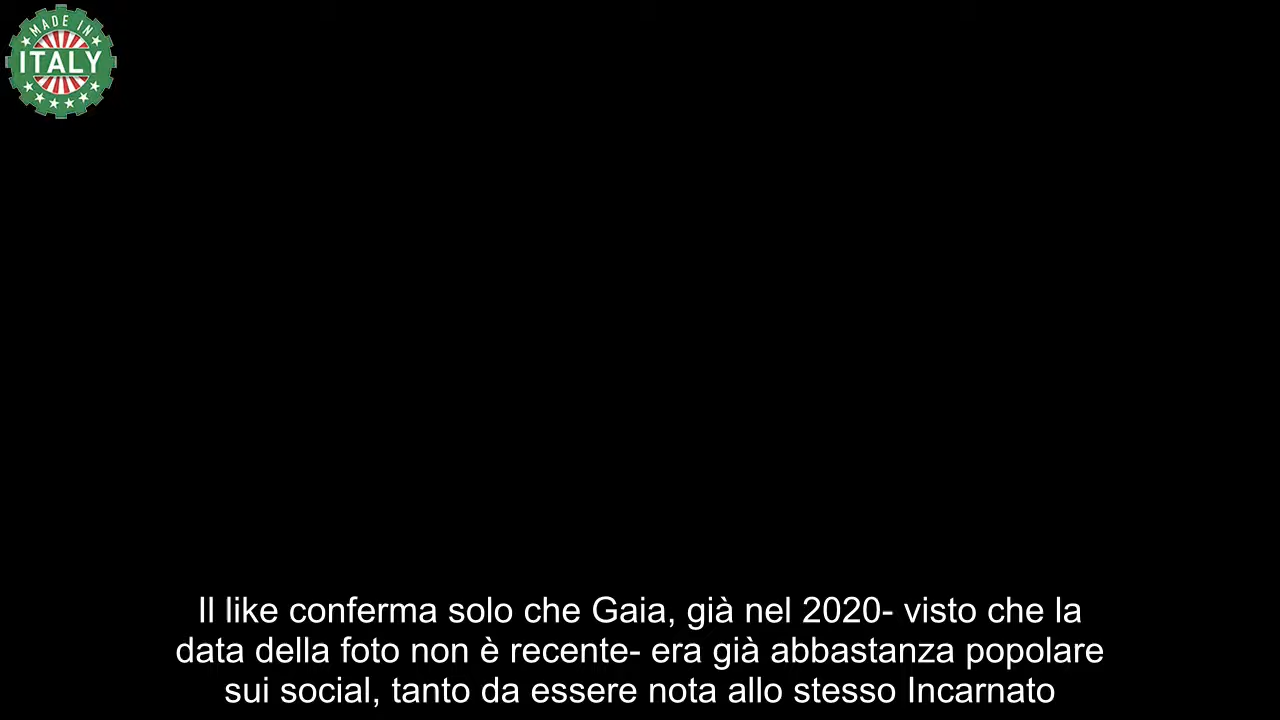 MADE IN
ITALY
Il like conferma solo che Gaia, già nel 2020- visto che la
data della foto non è recente- era già abbastanza popolare
sui social, tanto da essere nota allo stesso Incarnato